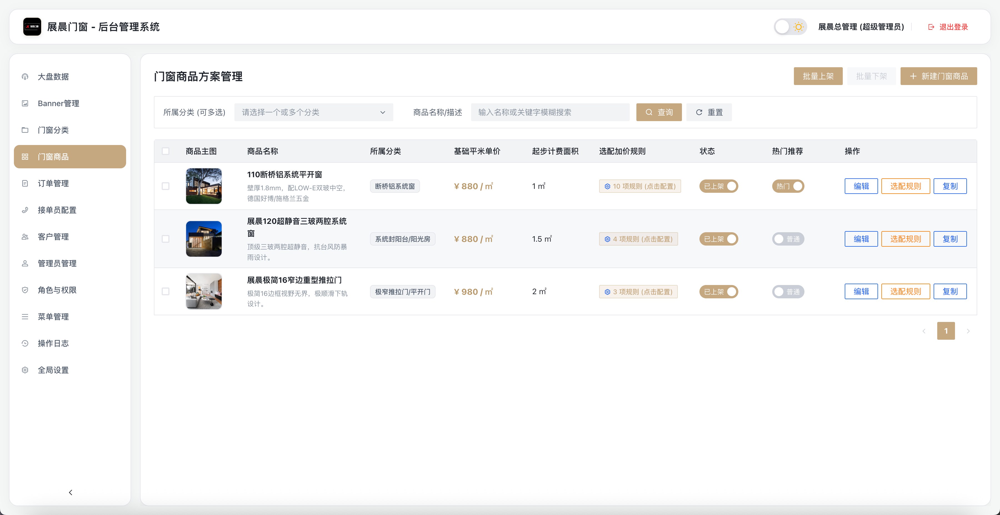 展晨门窗
展晨门窗 - 后台管理系统
展晨总管理 (超级管理员)
退出登录
大盘数据
Banner管理
门窗分类
门窗商品
订单管理
接单员配置
客户管理
管理员管理
角色与权限
菜单管理
操作日志
全局设置
门窗商品方案管理
批量上架
批量下架
新建门窗商品
所属分类 (可多选)
请选择一个或多个分类
商品名称/描述
输入名称或关键字模糊搜索
查询
重置
商品主图 商品名称 所属分类 基础平米单价 起步计费面积 选配加价规则 状态 热门推荐 操作
110断桥铝系统平开窗
壁厚1.8mm，配LOW-E双玻中空，
德国好博/施格兰五金
断桥铝系统窗
¥ 880 / ㎡
1 ㎡
10 项规则 (点击配置)
已上架
热门
编辑
选配规则
复制
展晨120超静音三玻两腔系统
窗
顶级三玻两腔超静音，抗台风防暴
雨设计。
系统封阳台/阳光房
¥ 880 / ㎡
1.5 ㎡
4 项规则 (点击配置)
已上架
普通
编辑
选配规则
复制
展晨极简16窄边重型推拉门
极简16边框视野无界，极顺滑下轨
设计。
极窄推拉门/平开门
¥ 980 / ㎡
2 ㎡
3 项规则 (点击配置)
已上架
普通
编辑
选配规则
复制
1